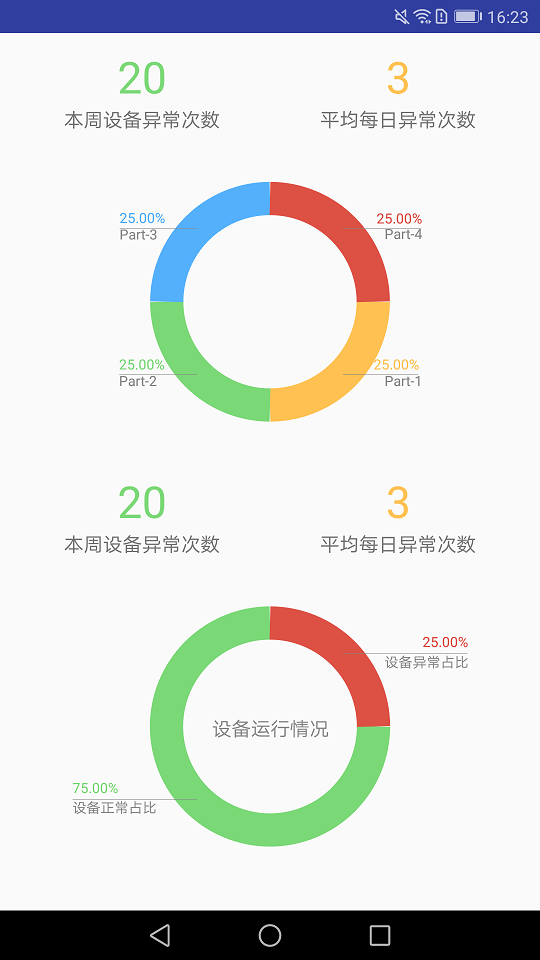 16:23
20
3
本周设备异常次数
平均每日异常次数
25.00%
Part-3
25.00%
Part-4
25.00%
Part-2
25.00%
Part-1
20
3
本周设备异常次数
平均每日异常次数
25.00%
设备异常占比
设备运行情况
75.00%
设备正常占比